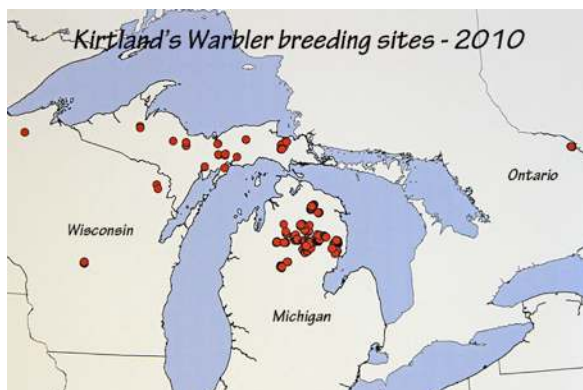 Kirtland's Warbler breeding sites - 2010
Ontario
Wisconsin
Michigan